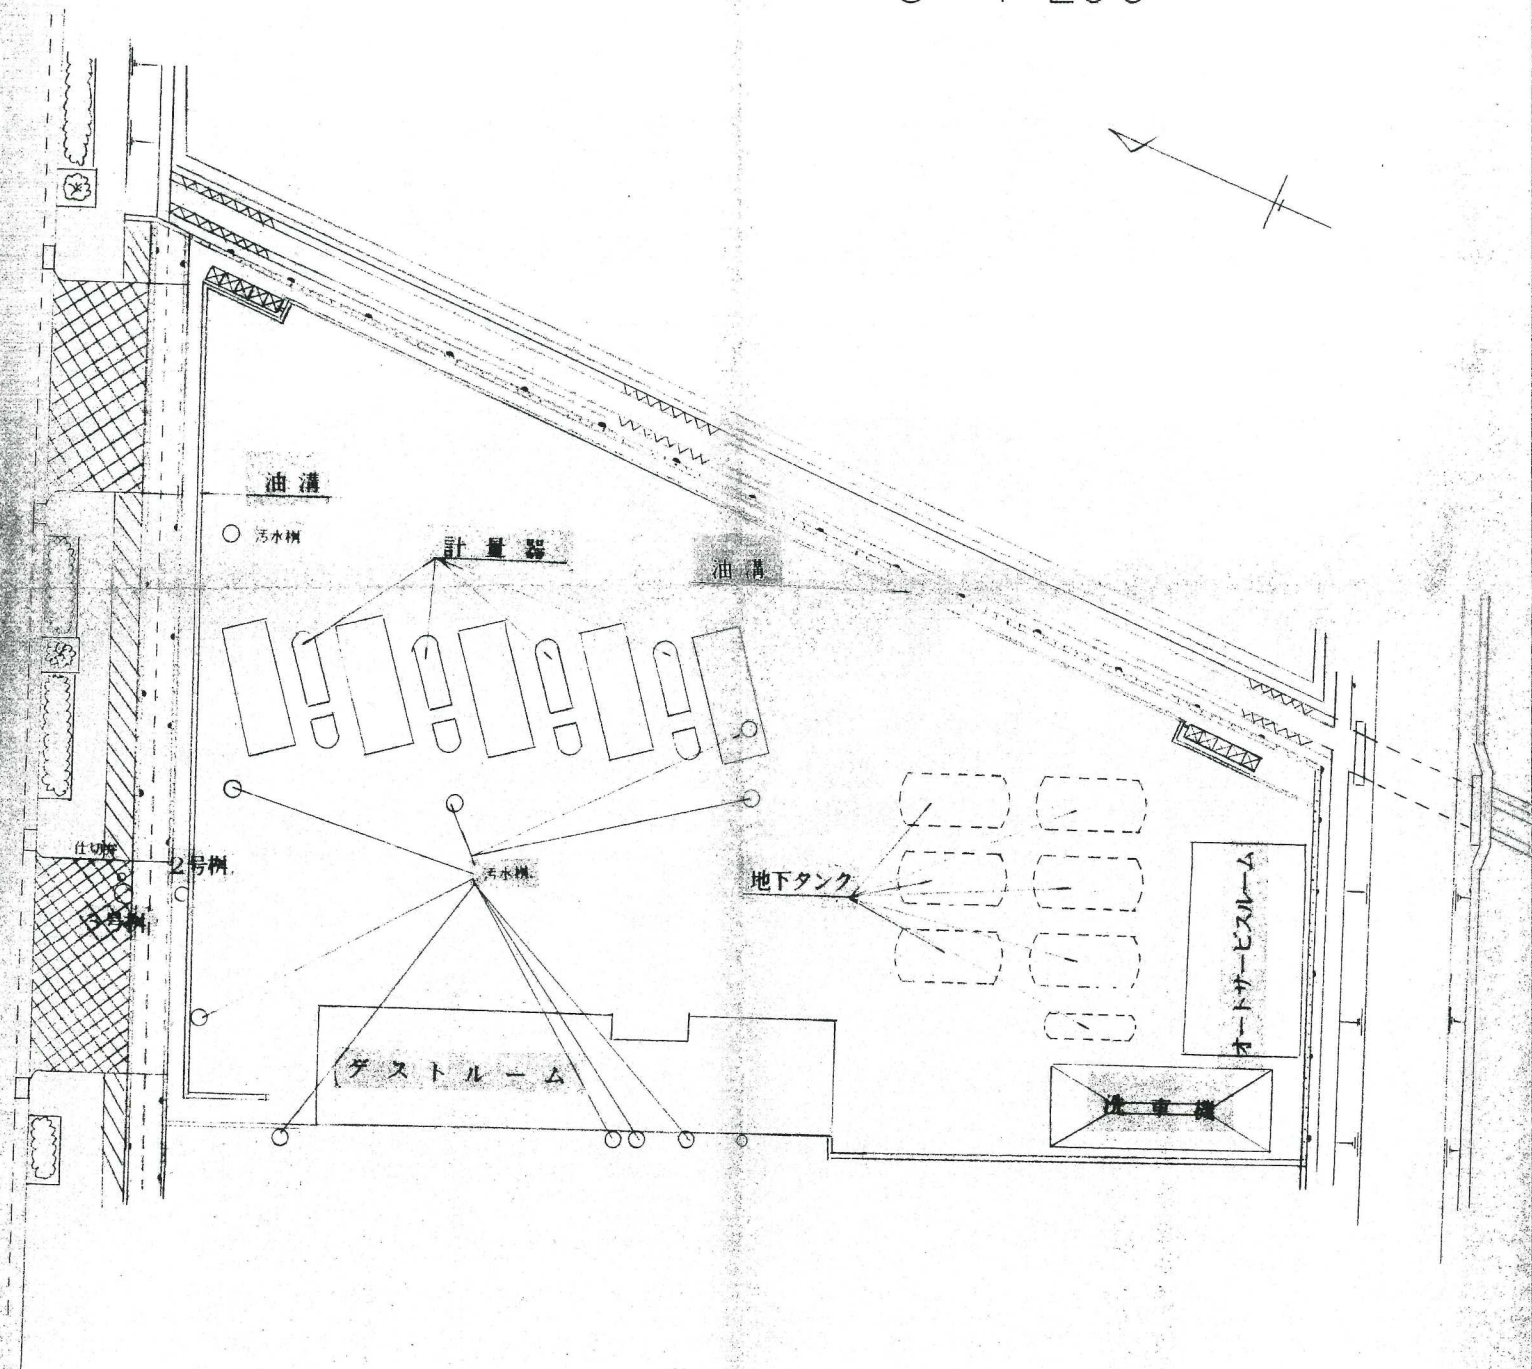 油溝
汚水桝
計量器
油溝
仕切弁
2号桝
汚水桝
地下タンク
3号桝
オートサービスルーム
ダストルーム
洗車機